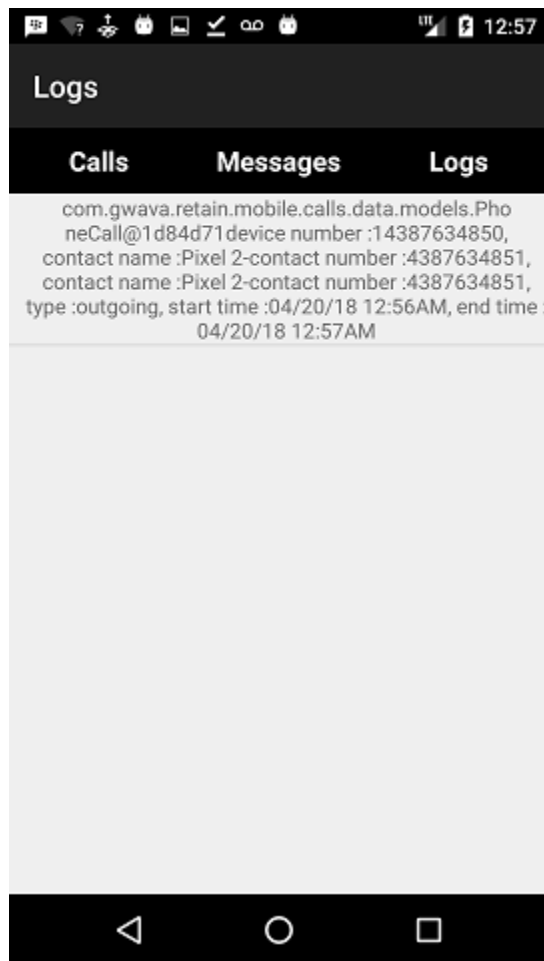 LTE 12:57
Logs
Calls Messages Logs
com.gwava.retain.mobile.calls.data.models.Pho
neCall@1d84d71device number :14387634850,
contact name :Pixel 2-contact number :4387634851,
contact name :Pixel 2-contact number :4387634851,
type :outgoing, start time :04/20/18 12:56AM, end time :
04/20/18 12:57AM